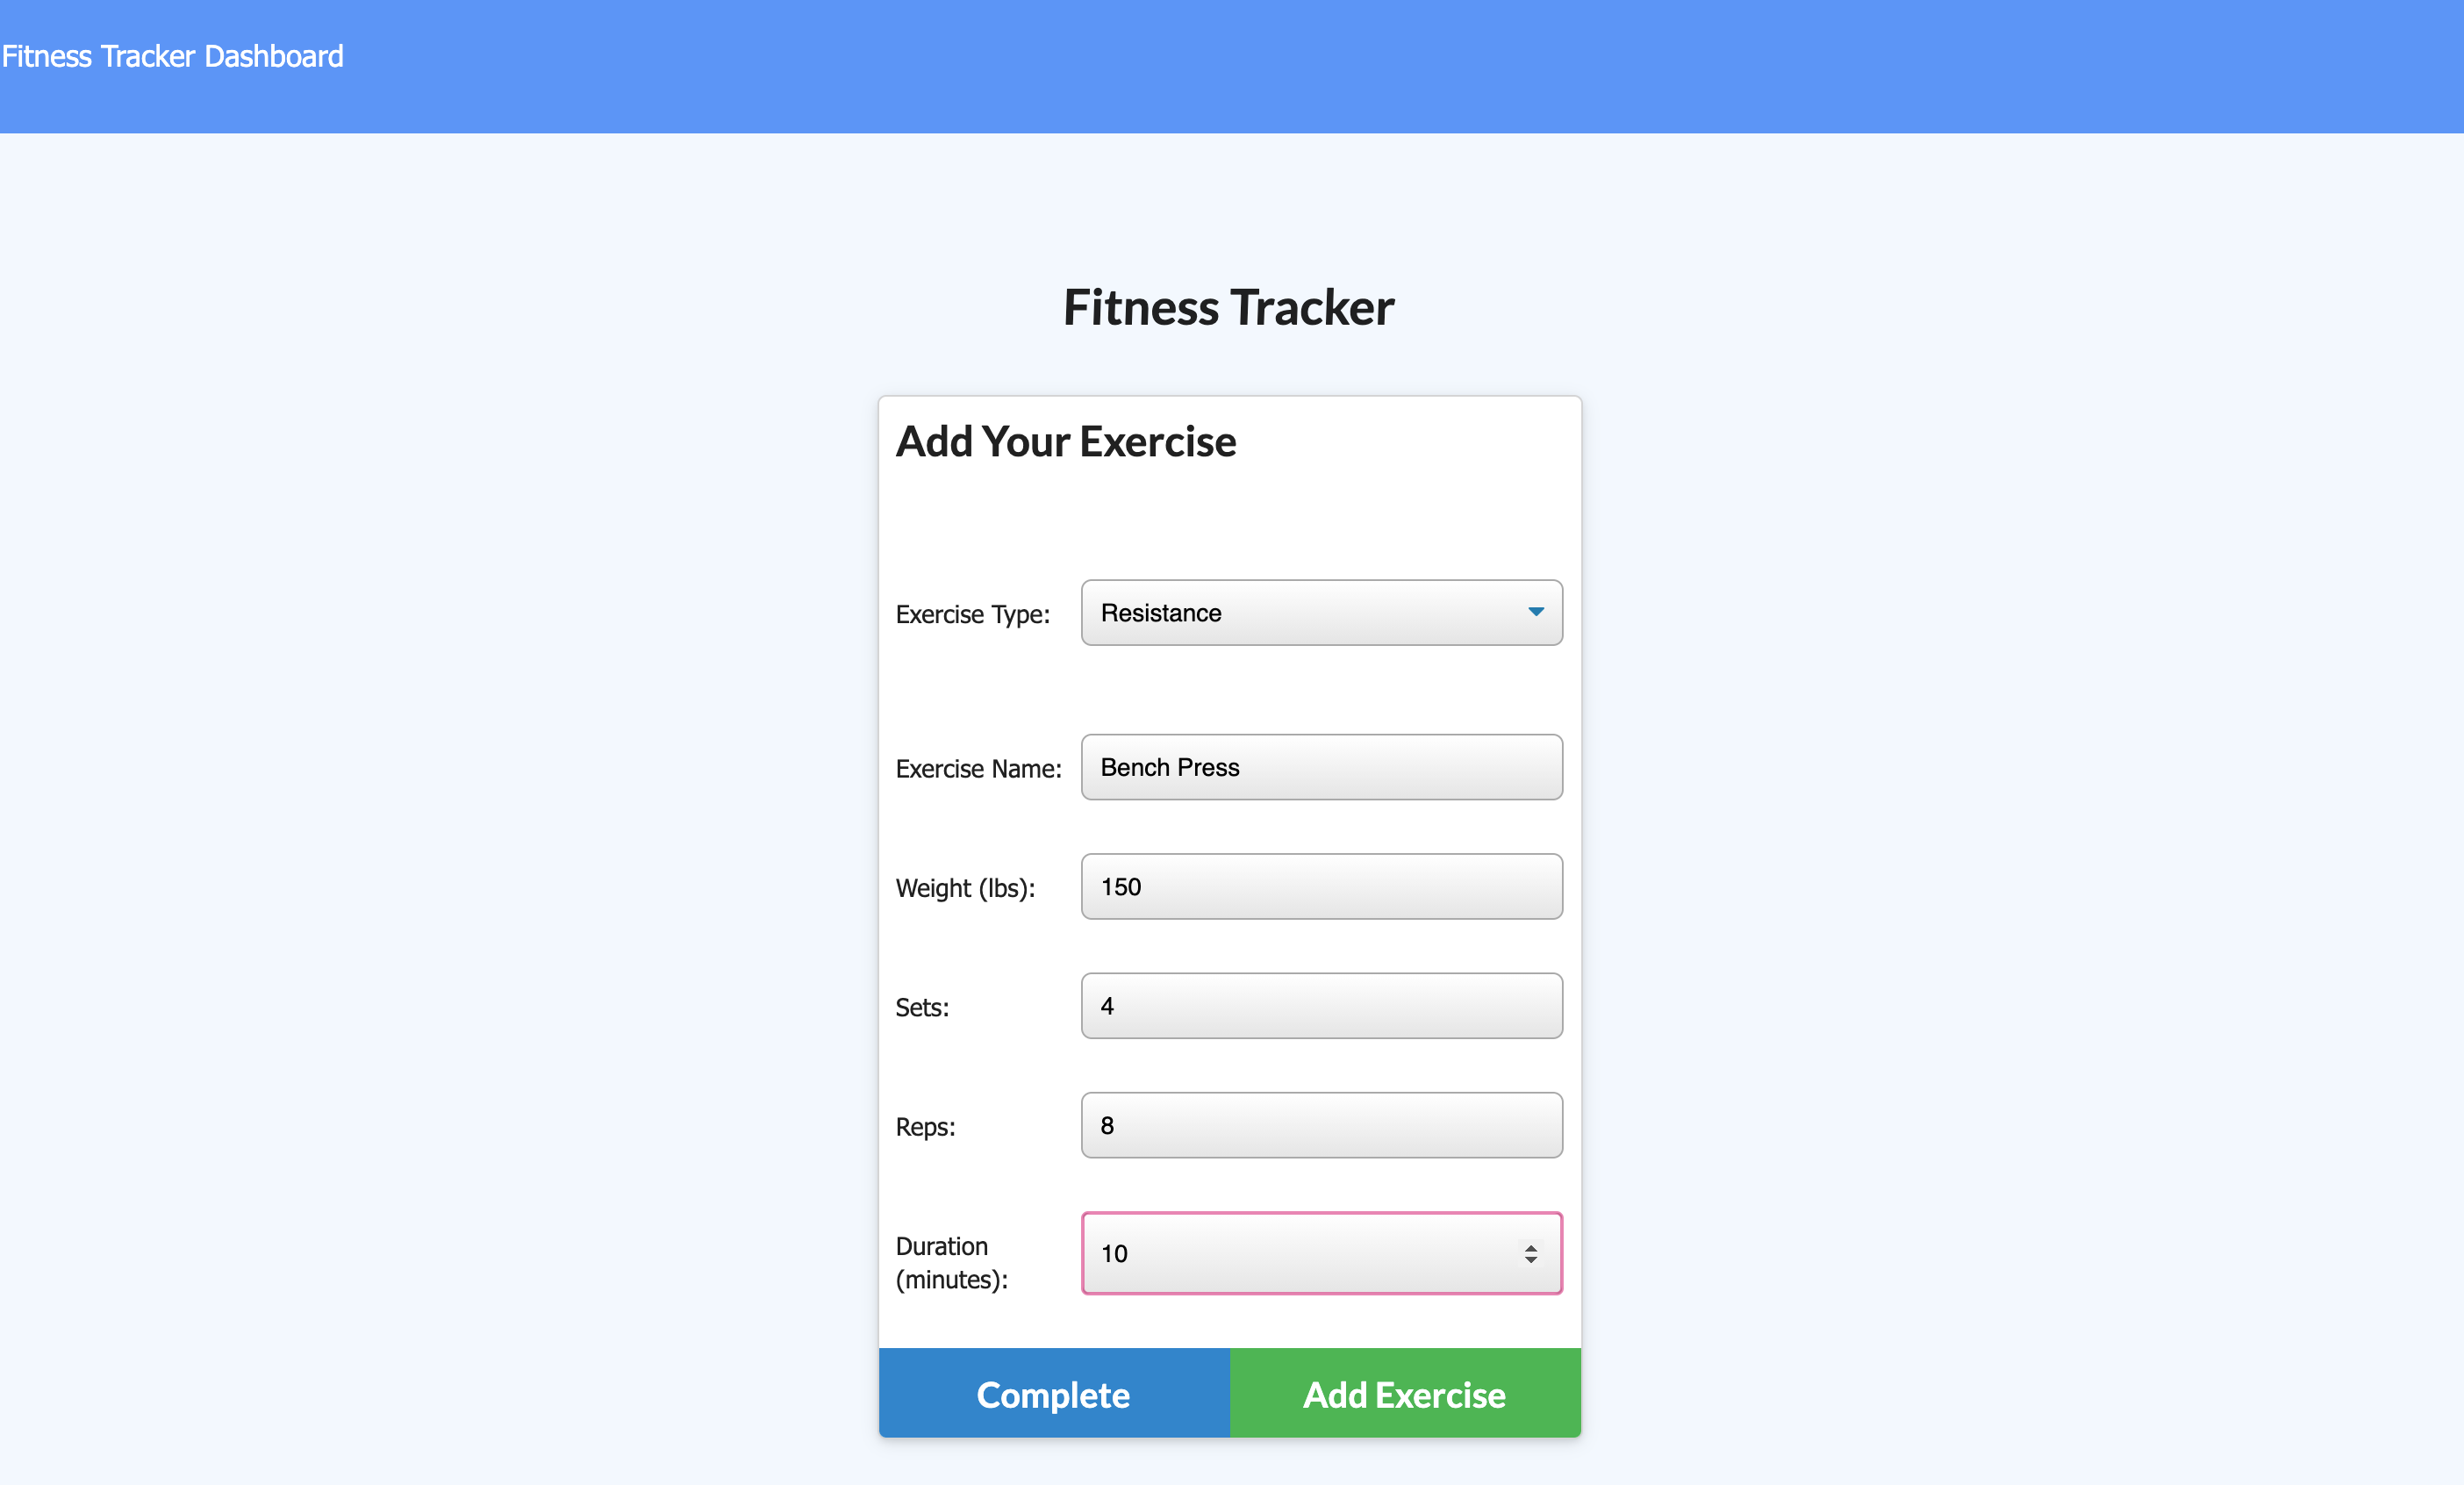 Fitness Tracker Dashboard
Fitness Tracker
Add Your Exercise
Exercise Type: Resistance
Exercise Name: Bench Press
Weight (lbs): 150
Sets: 4
Reps: 8
Duration
(minutes): 10
Complete Add Exercise